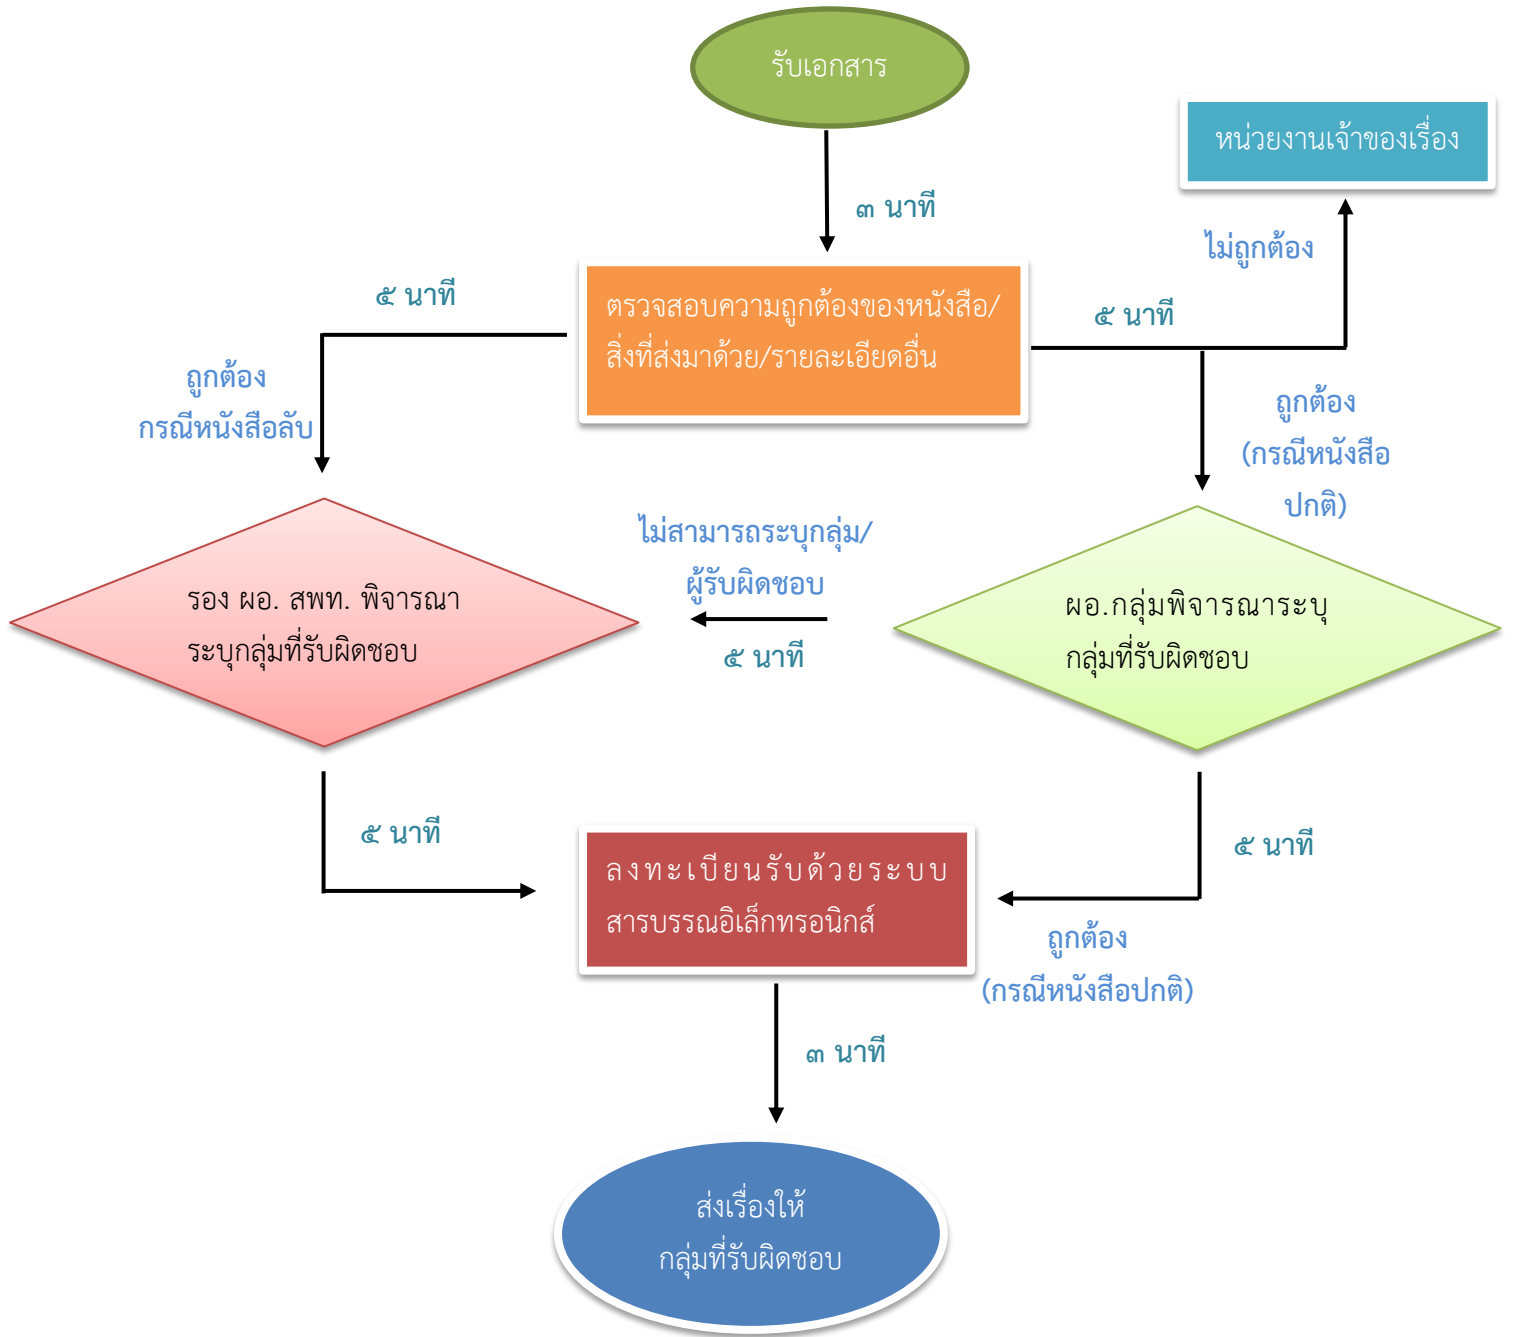 รับเอกสาร
หน่วยงานเจ้าของเรื่อง
๓ นาที
ไม่ถูกต้อง
๕ นาที
ตรวจสอบความถูกต้องของหนังสือ/
สิ่งที่ส่งมาด้วย/รายละเอียดอื่น
๕ นาที
ถูกต้อง
กรณีหนังสือลับ
ถูกต้อง
(กรณีหนังสือ
ปกติ)
ไม่สามารถระบุกลุ่ม/
ผู้รับผิดชอบ
๕ นาที
รอง ผอ. สพท. พิจารณา
ระบุกลุ่มที่รับผิดชอบ
ผอ.กลุ่มพิจารณาระบุ
กลุ่มที่รับผิดชอบ
๕ นาที
๕ นาที
ลงทะเบียนรับด้วยระบบ
สารบรรณอิเล็กทรอนิกส์
ถูกต้อง
(กรณีหนังสือปกติ)
๓ นาที
ส่งเรื่องให้
กลุ่มที่รับผิดชอบ